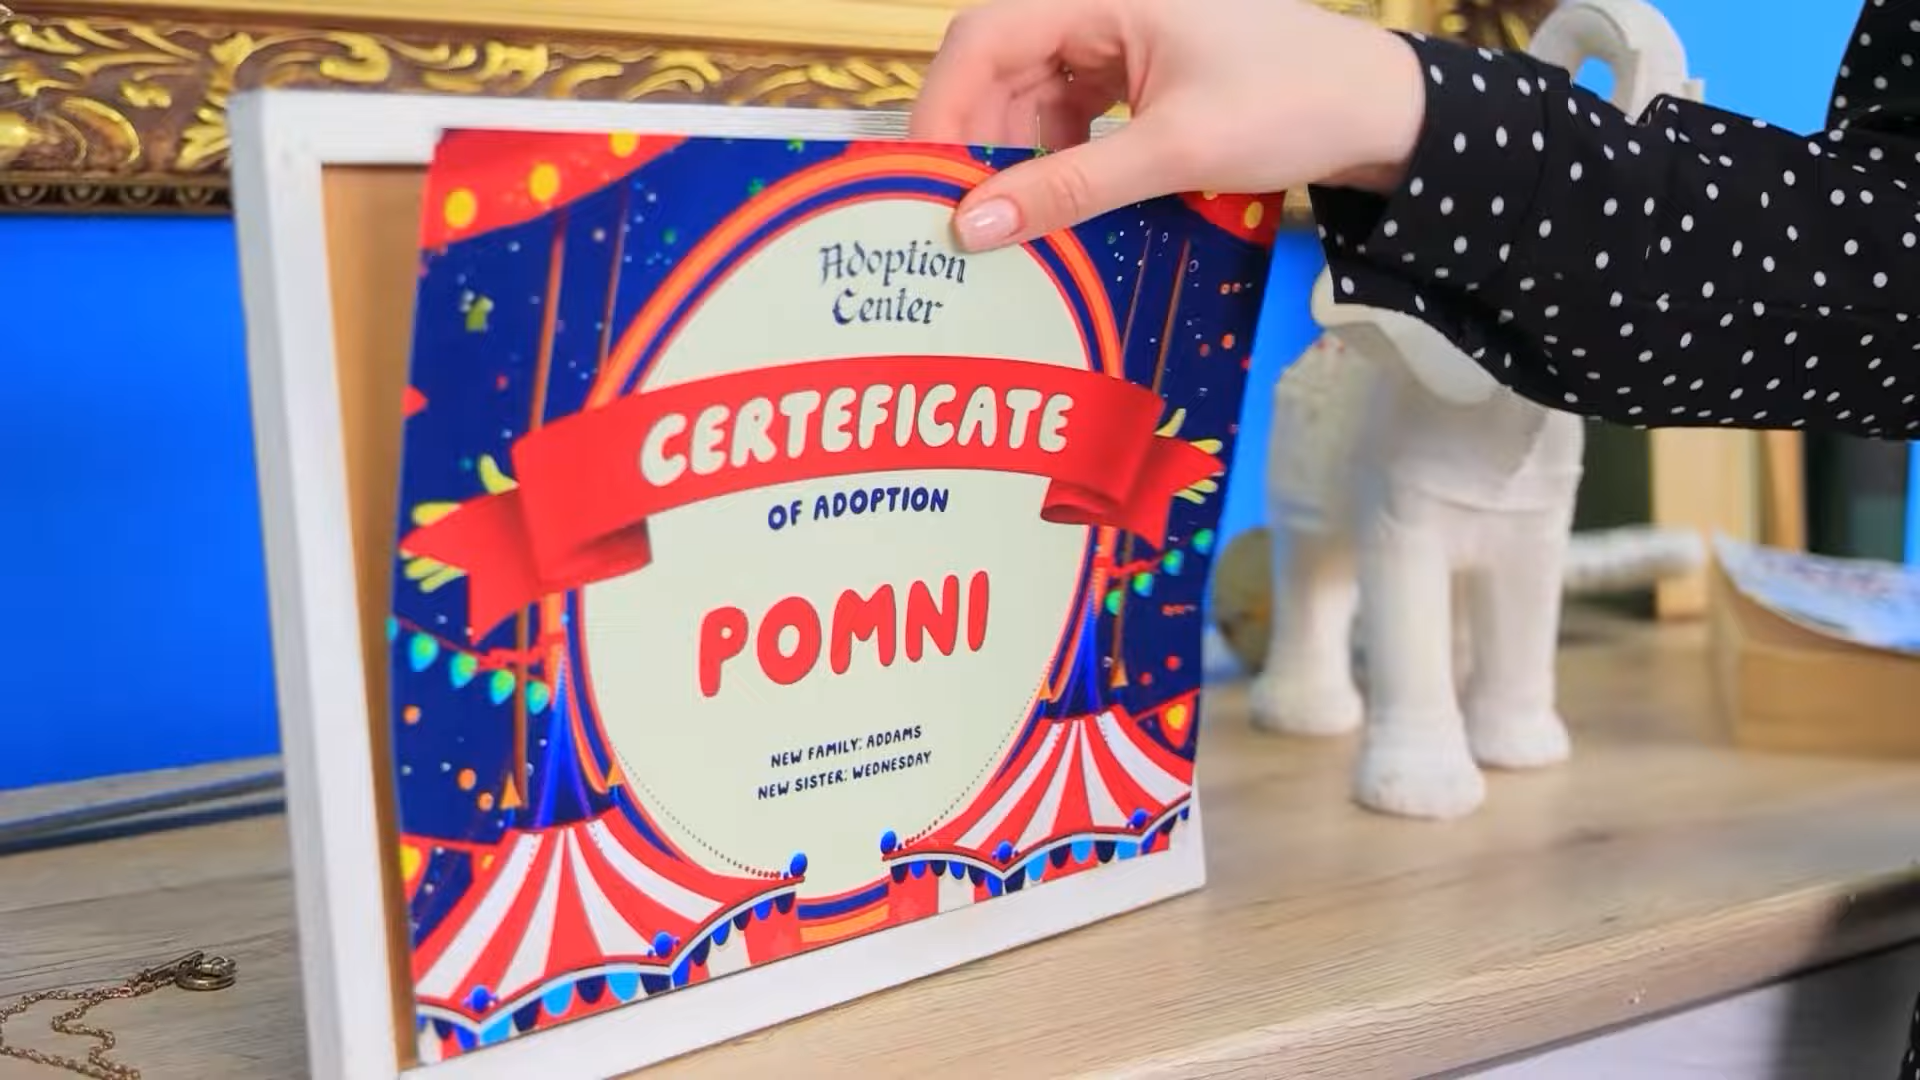 Adoption
Center
CERTEFICATE
OF ADOPTION
POMNI
NEW FAMILY: ADDAMS
NEW SISTER: WEDNESDAY